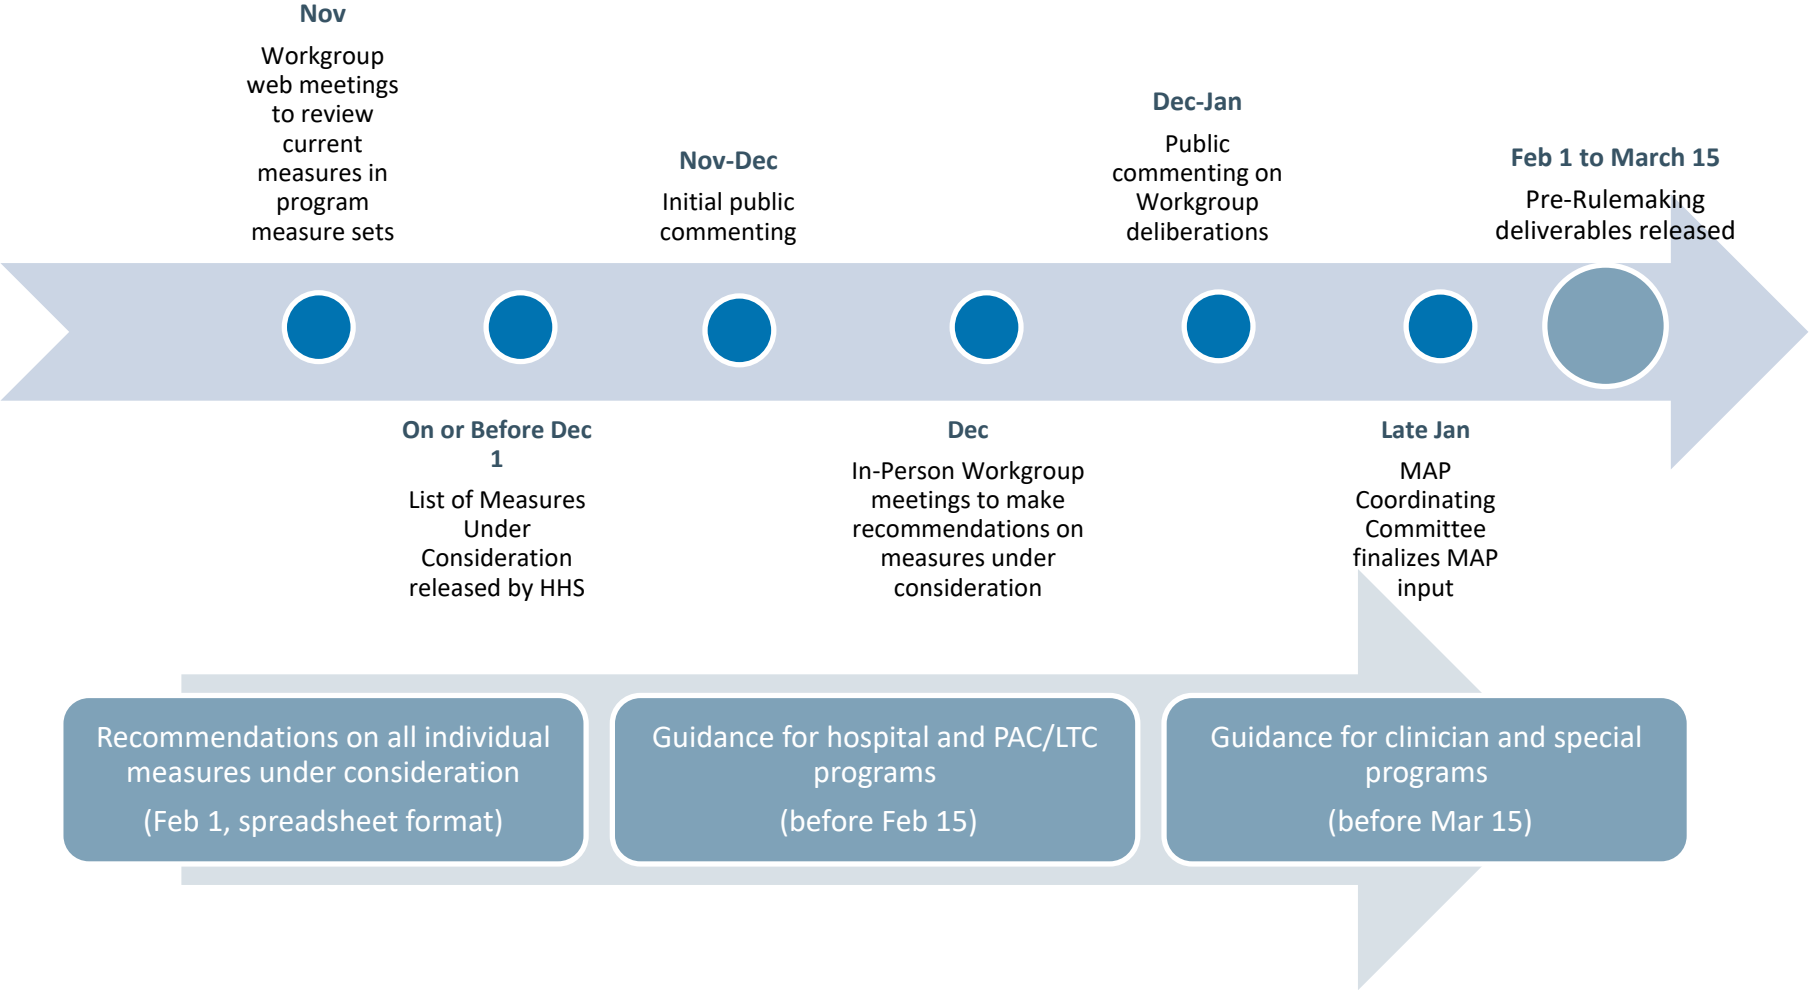 Nov
Workgroup
web meetings
to review
current
measures in
program
measure sets
On or Before Dec
1
List of Measures
Under
Consideration
released by HHS
Nov-Dec
Initial public
commenting
Dec
In-Person Workgroup
meetings to make
recommendations on
measures under
consideration
Dec-Jan
Public
commenting on
Workgroup
deliberations
Late Jan
MAP
Coordinating
Committee
finalizes MAP
input
Feb 1 to March 15
Pre-Rulemaking
deliverables released
Recommendations on all individual
measures under consideration
(Feb 1, spreadsheet format)
Guidance for hospital and PAC/LTC
programs
(before Feb 15)
Guidance for clinician and special
programs
(before Mar 15)